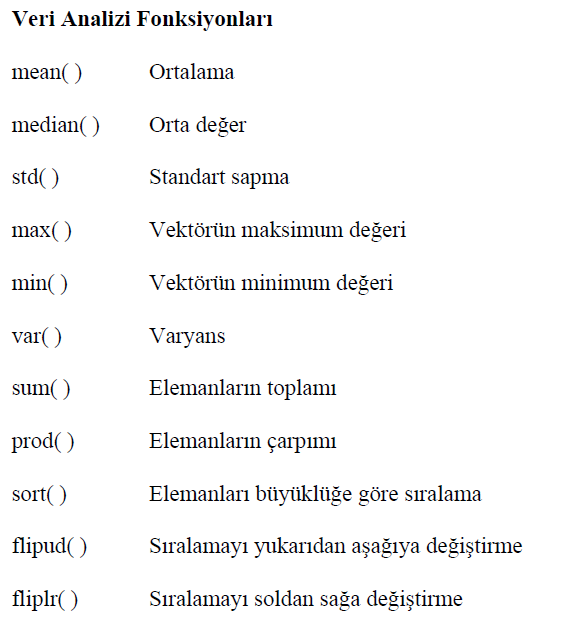 Veri Analizi Fonksiyonları
mean( ) Ortalama
median( ) Orta değer
std( ) Standart sapma
max( ) Vektörün maksimum değeri
min( ) Vektörün minimum değeri
var( ) Varyans
sum( ) Elemanların toplamı
prod( ) Elemanların çarpımı
sort( ) Elemanları büyüklüğe göre sıralama
flipud( ) Sıralamayı yukarıdan aşağıya değiştirme
fliplr( ) Sıralamayı soldan sağa değiştirme